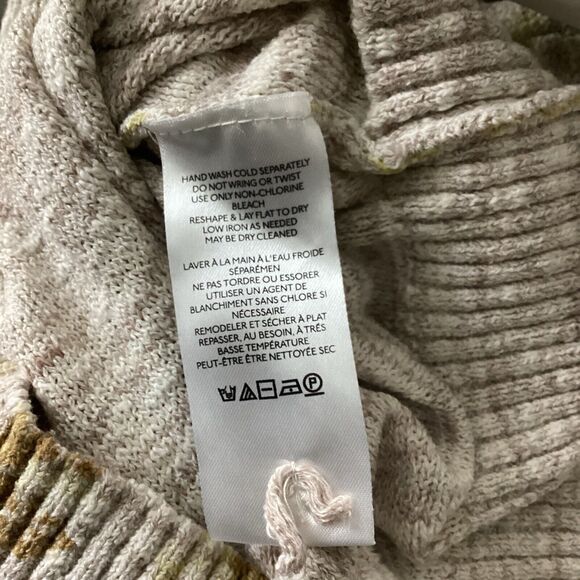 HAND WASH COLD SEPARATELY
DO NOT WRING OR TWIST
USE ONLY NON-CHLORINE
BLEACH
RESHAPE & LAY FLAT TO DRY
LOW IRON AS NEEDED
MAY BE DRY CLEANED
LAVER À LA MAIN À L'EAU FROIDE
SÉPARÉMEN
NE PAS TORDRE OU ESSORER
UTILISER UN AGENT DE
BLANCHIMENT SANS CHLORE SI
NÉCESSAIRE
REMODELER ET SÉCHER À PLAT
REPASSER, AU BESOIN, À TRÉS
BASSE TEMPÉRATURE
PEUT-ÊTRE ÊTRE NETTOYÉE SEC
P